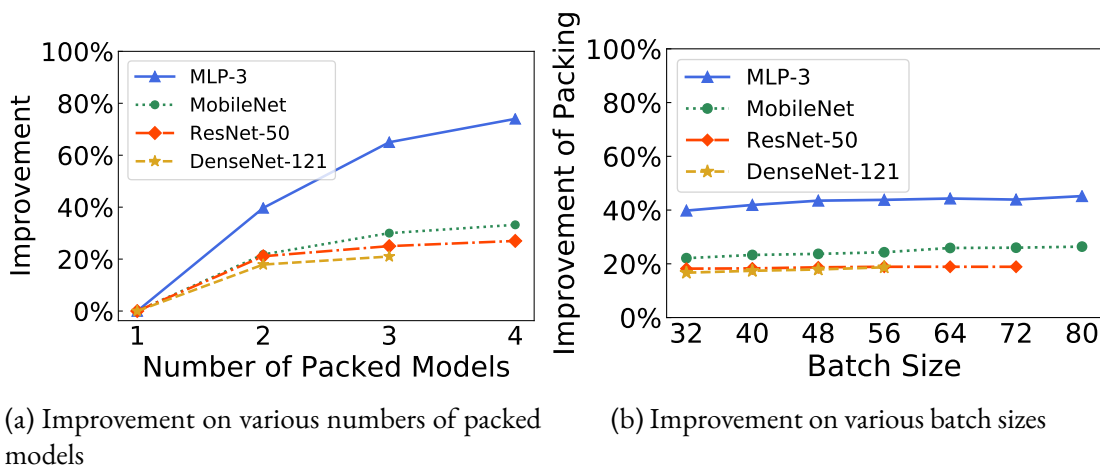 Improvement
100%
80%
60%
40%
20%
0%
MLP-3
MobileNet
ResNet-50
DenseNet-121
1 2 3 4
Number of Packed Models
(a) Improvement on various numbers of packed
models
Improvement of Packing
100%
80%
60%
40%
20%
0%
MLP-3
MobileNet
ResNet-50
DenseNet-121
32 40 48 56 64 72 80
Batch Size
(b) Improvement on various batch sizes